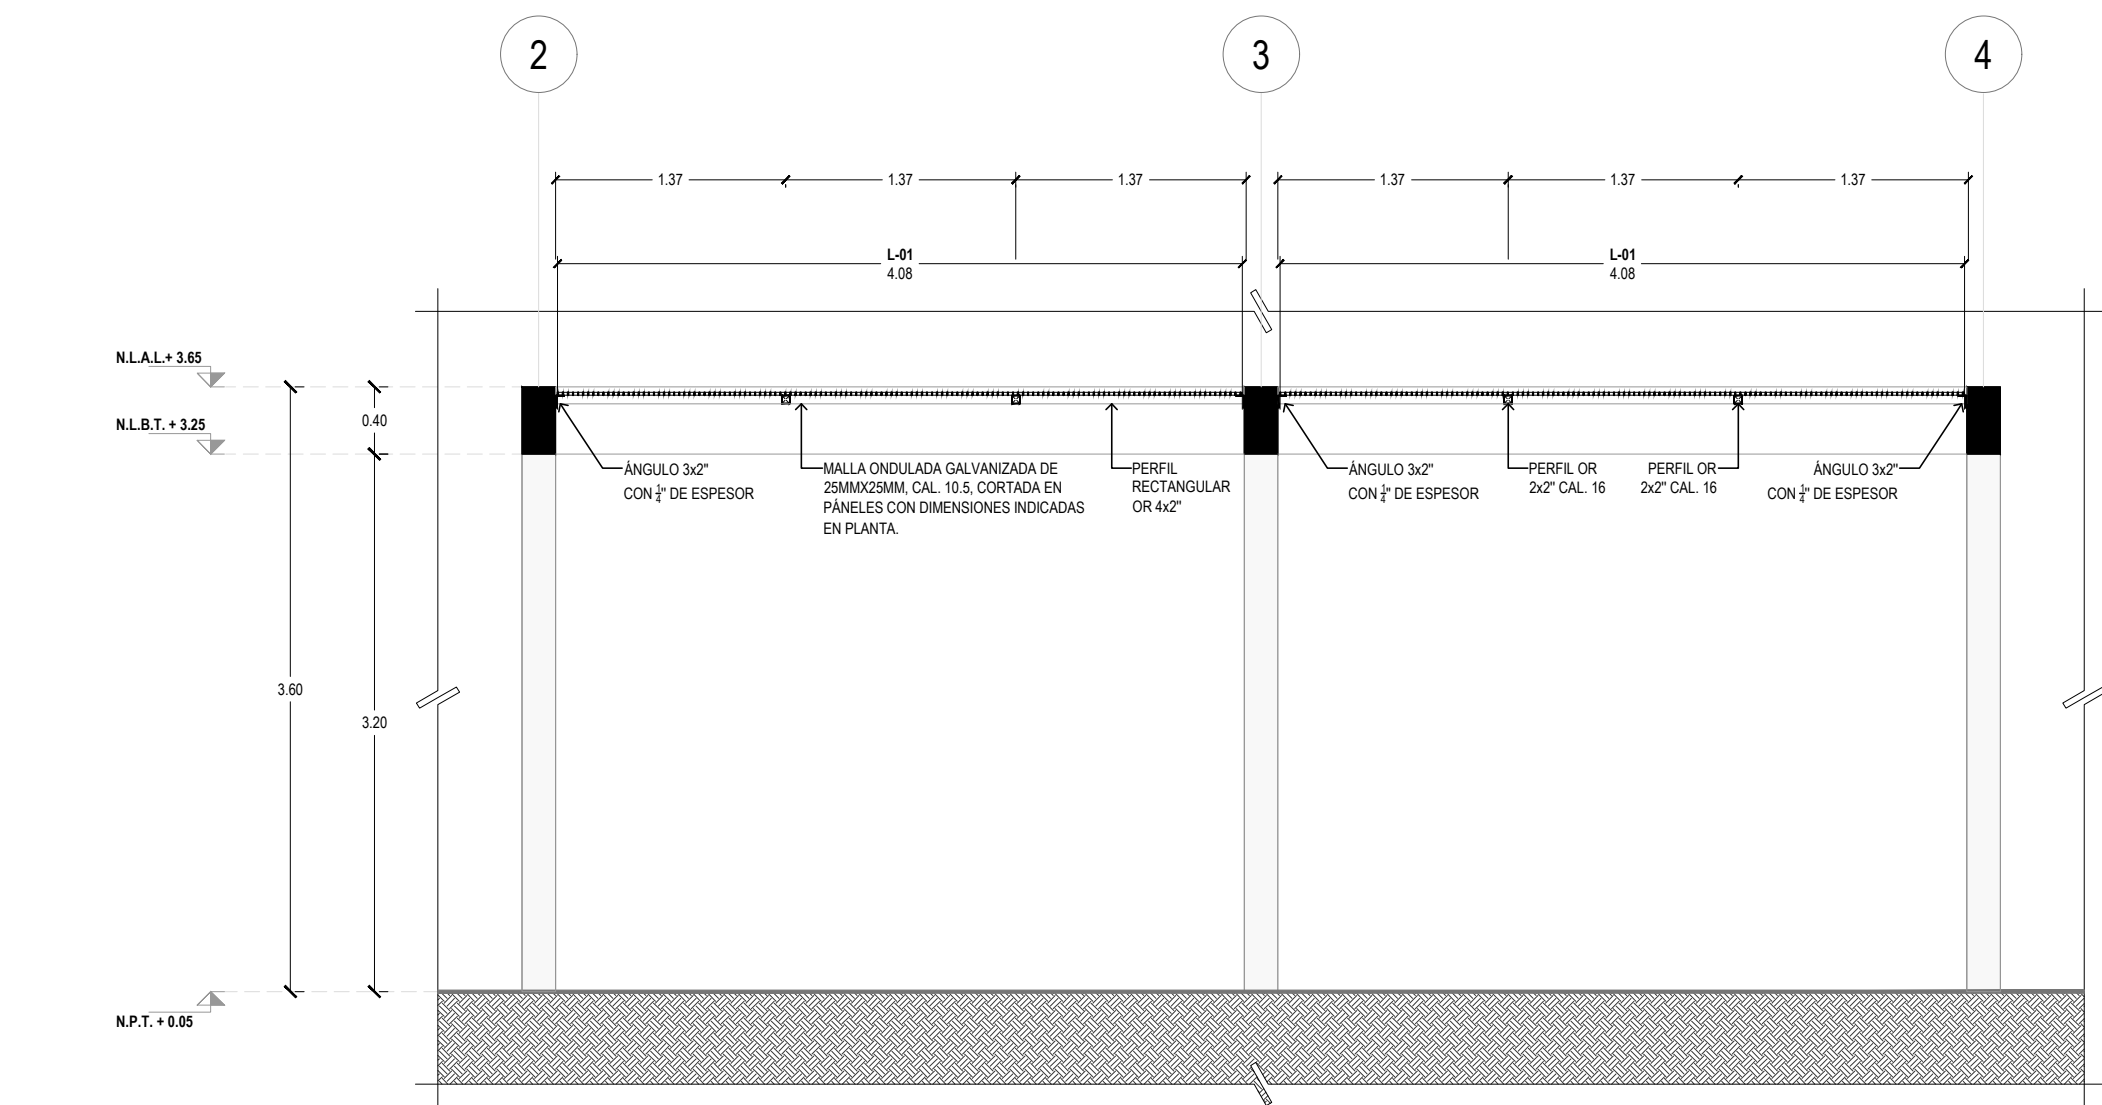 2
3
4
1.37
1.37
1.37
1.37
1.37
1.37
L-01
4.08
L-01
4.08
N.L.A.L.+ 3.65
N.L.B.T. + 3.25
0.40
ÁNGULO 3x2"
CON 1/4" DE ESPESOR
MALLA ONDULADA GALVANIZADA DE
25MMX25MM, CAL. 10.5, CORTADA EN
PÁNELES CON DIMENSIONES INDICADAS
EN PLANTA.
PERFIL
RECTANGULAR
OR 4x2"
ÁNGULO 3x2"
CON 1/4" DE ESPESOR
PERFIL OR
2x2" CAL. 16
PERFIL OR
2x2" CAL. 16
ÁNGULO 3x2"
CON 1/4" DE ESPESOR
3.60
3.20
N.P.T. + 0.05